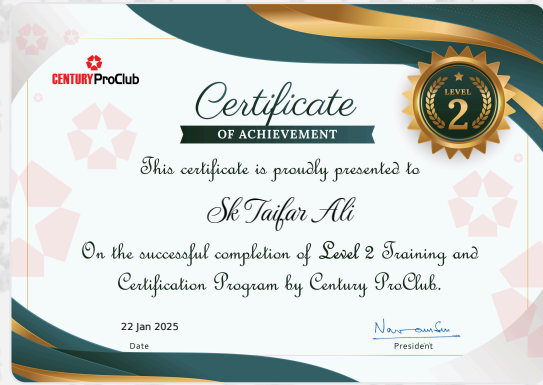 CENTURY ProClub
Certificate
OF ACHIEVEMENT
LEVEL
2
This certificate is proudly presented to
Sk Taifar Ali
On the successful completion of Level 2 Training and
Certification Program by Century ProClub.
22 Jan 2025
Date
President